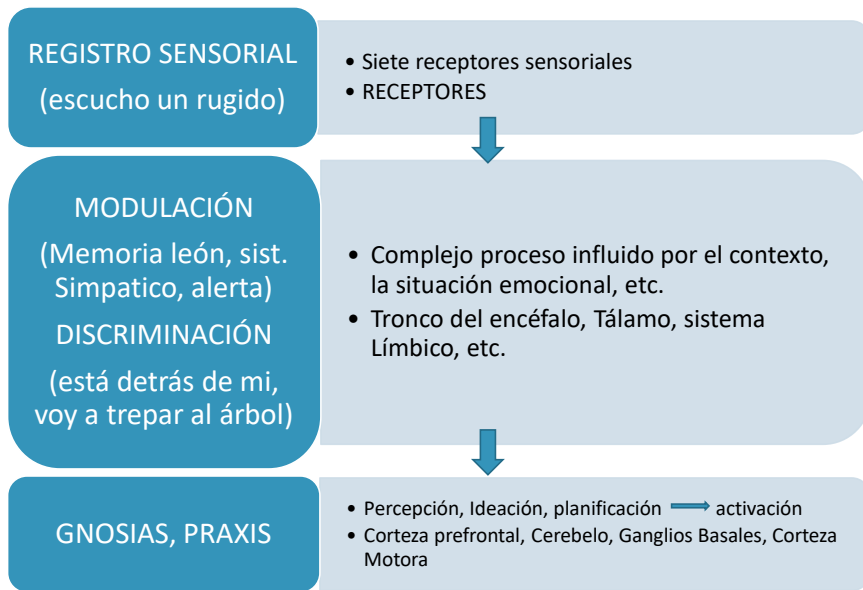 REGISTRO SENSORIAL
(escucho un rugido)
• Siete receptores sensoriales
• RECEPTORES
MODULACIÓN
(Memoria león, sist.
Simpatico, alerta)
DISCRIMINACIÓN
(está detrás de mi,
voy a trepar al árbol)
• Complejo proceso influido por el contexto,
la situación emocional, etc.
• Tronco del encéfalo, Tálamo, sistema
Límbico, etc.
GNOSIAS, PRAXIS
• Percepción, Ideación, planificación activación
• Corteza prefrontal, Cerebelo, Ganglios Basales, Corteza
Motora